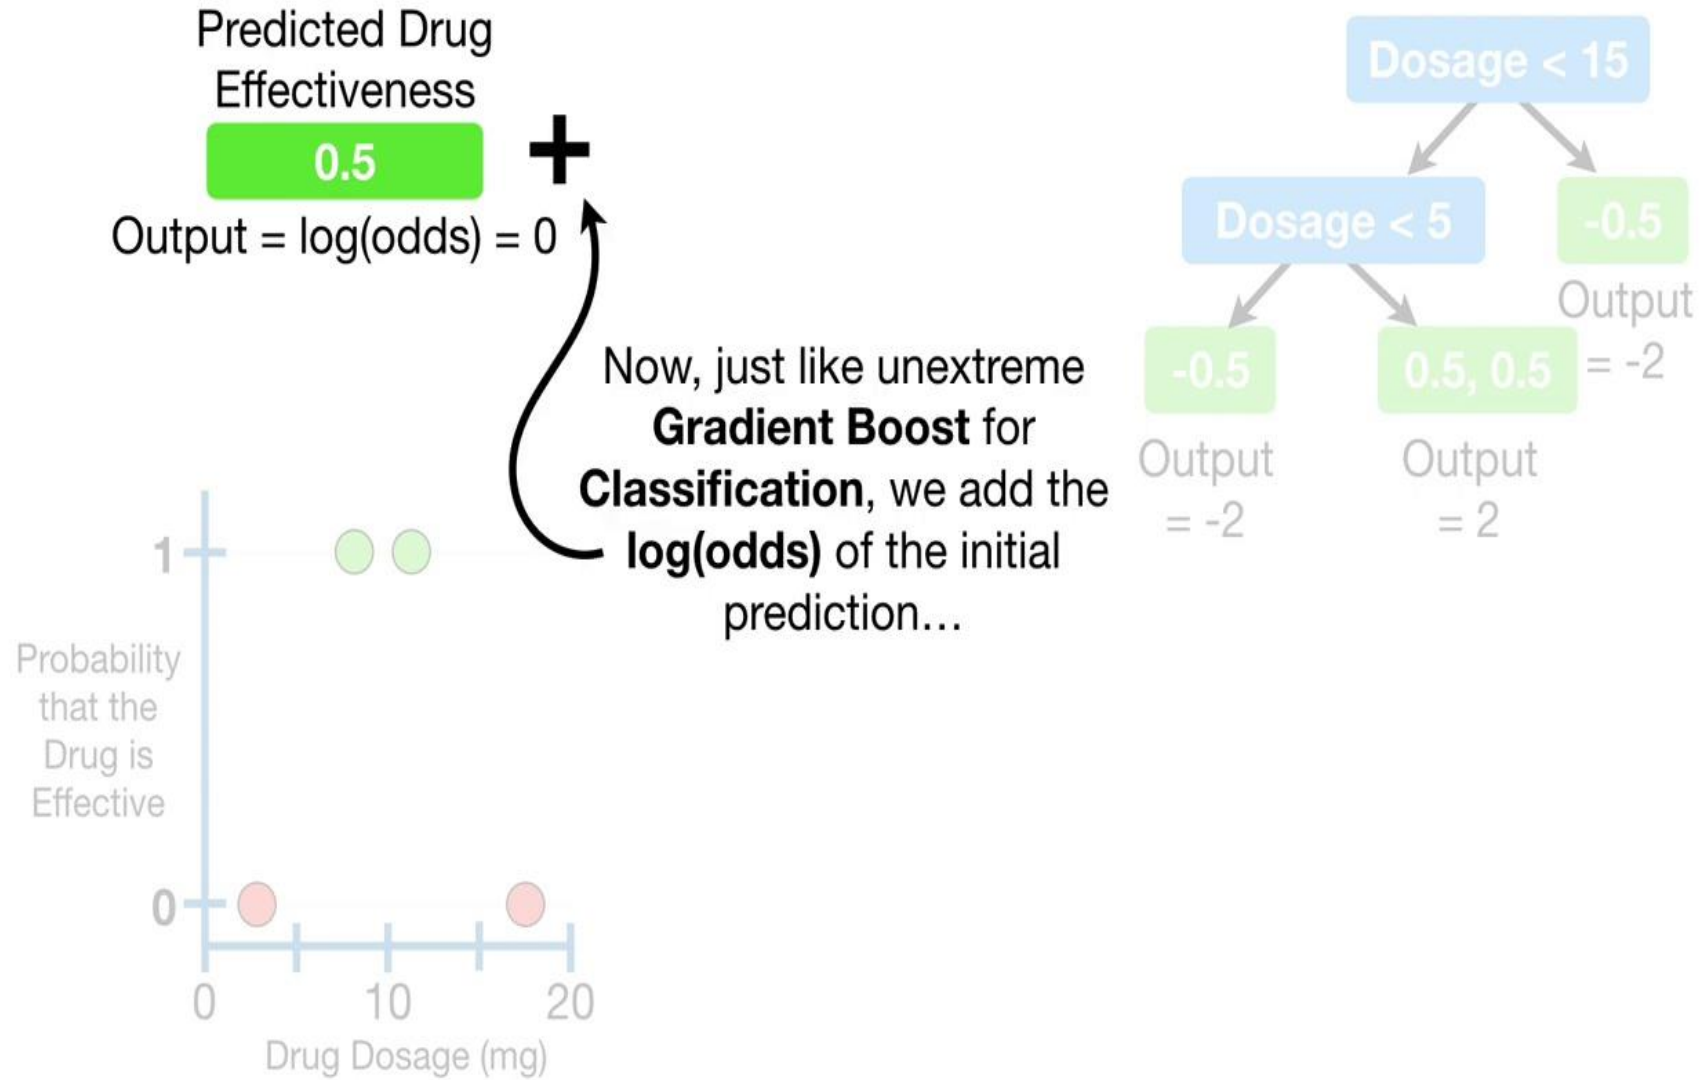 Predicted Drug
Effectiveness
0.5
+
Output = log(odds) = 0
Now, just like unextreme
Gradient Boost for
Classification, we add the
log(odds) of the initial
prediction…
Dosage < 15
Dosage < 5
-0.5
Output
= -2
-0.5
Output
= -2
0.5, 0.5
Output
= 2
Probability
that the
Drug is
Effective
1
0
0
10
20
Drug Dosage (mg)